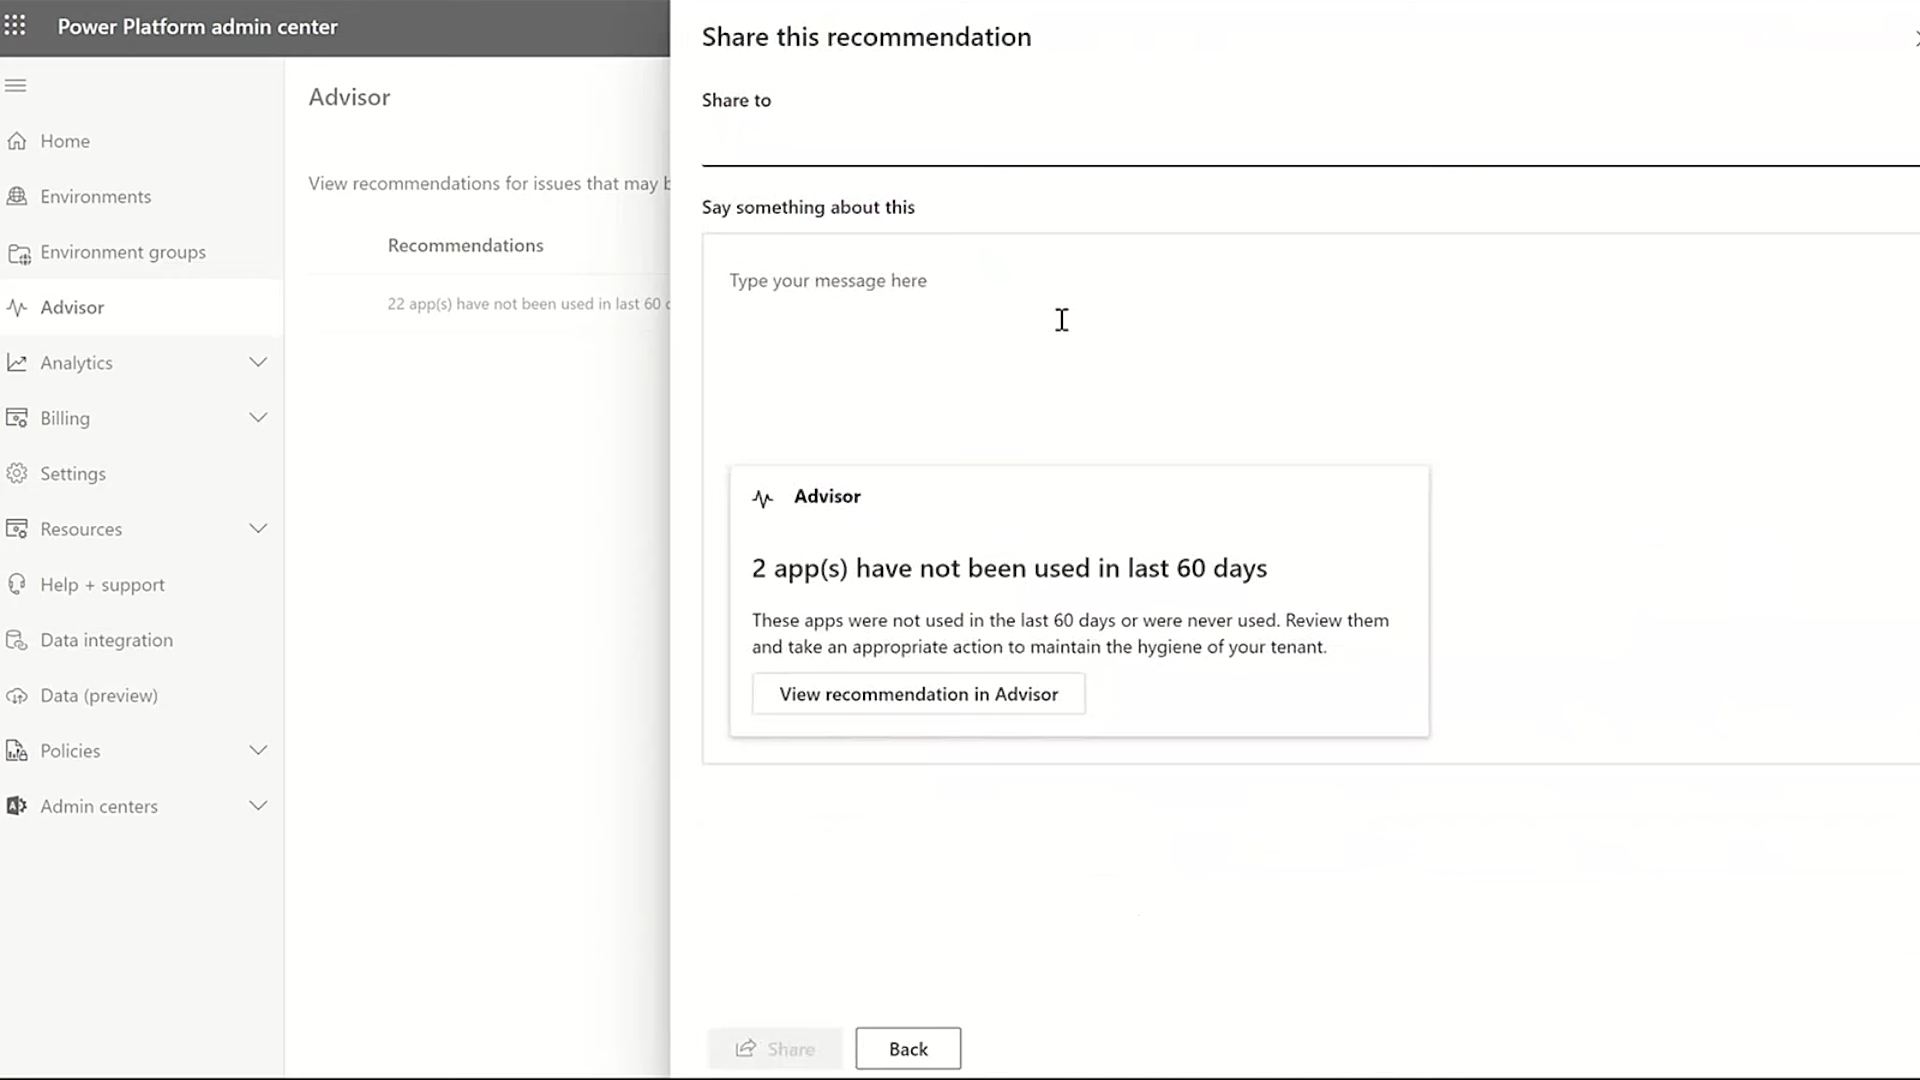 Power Platform admin center
Home
Environments
Environment groups
Advisor
Analytics
Billing
Settings
Resources
Help + support
Data integration
Data (preview)
Policies
Admin centers
Advisor
View recommendations for issues that may
Recommendations
22 app(s) have not been used in last 60
Share this recommendation
Share to
Say something about this
Type your message here
Advisor
2 app(s) have not been used in last 60 days
These apps were not used in the last 60 days or were never used. Review them
and take an appropriate action to maintain the hygiene of your tenant.
View recommendation in Advisor
Share
Back